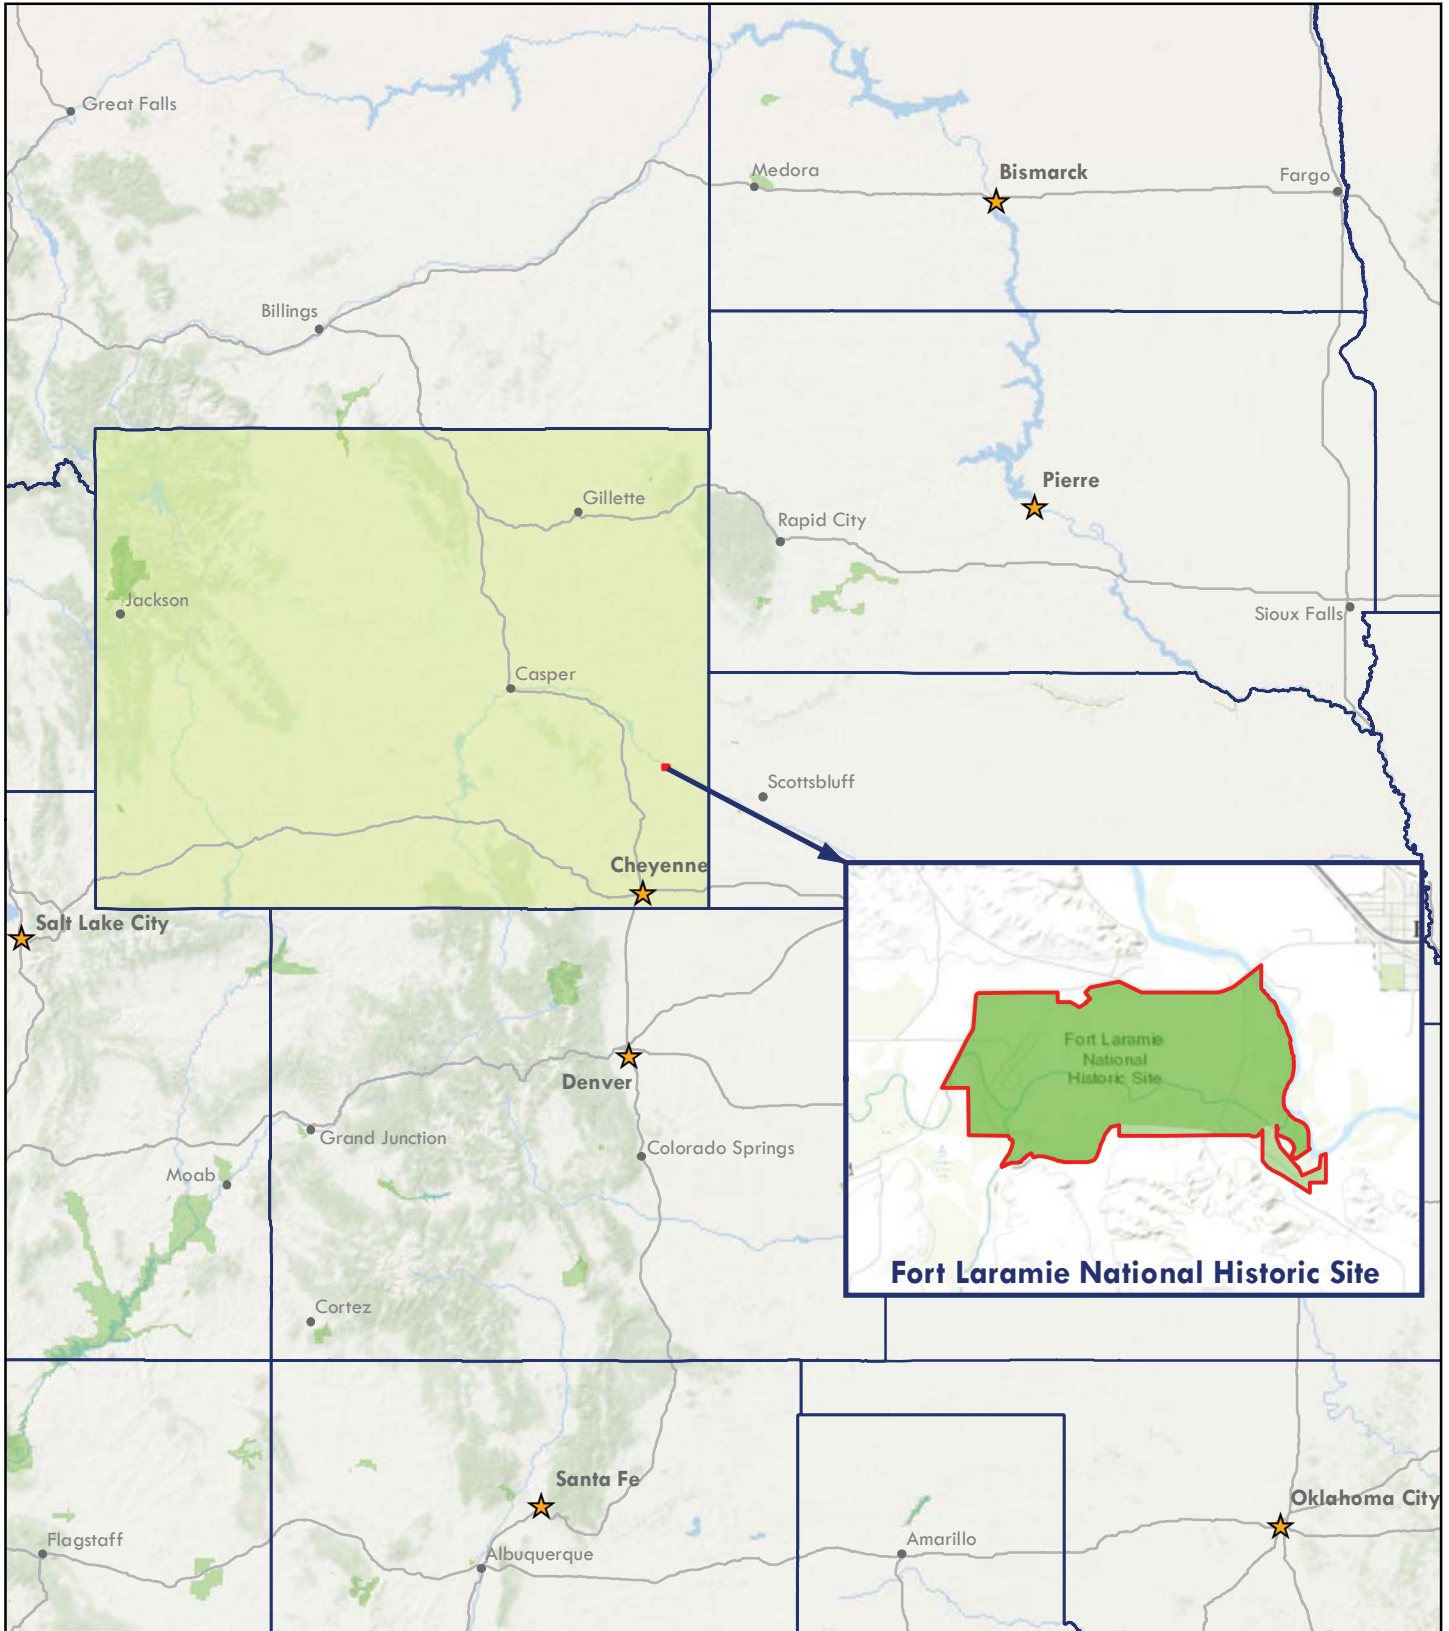 Great Falls
Medora
Bismarck
Fargo
Billings
Pierre
Gillette
Rapid City
Jackson
Sioux Falls
Casper
Scottsbluff
Cheyenne
Salt Lake City
Fort Laramie
National
Historic Site
Denver
Grand Junction
Colorado Springs
Moab
Fort Laramie National Historic Site
Cortez
Santa Fe
Oklahoma City
Flagstaff
Albuquerque
Amarillo